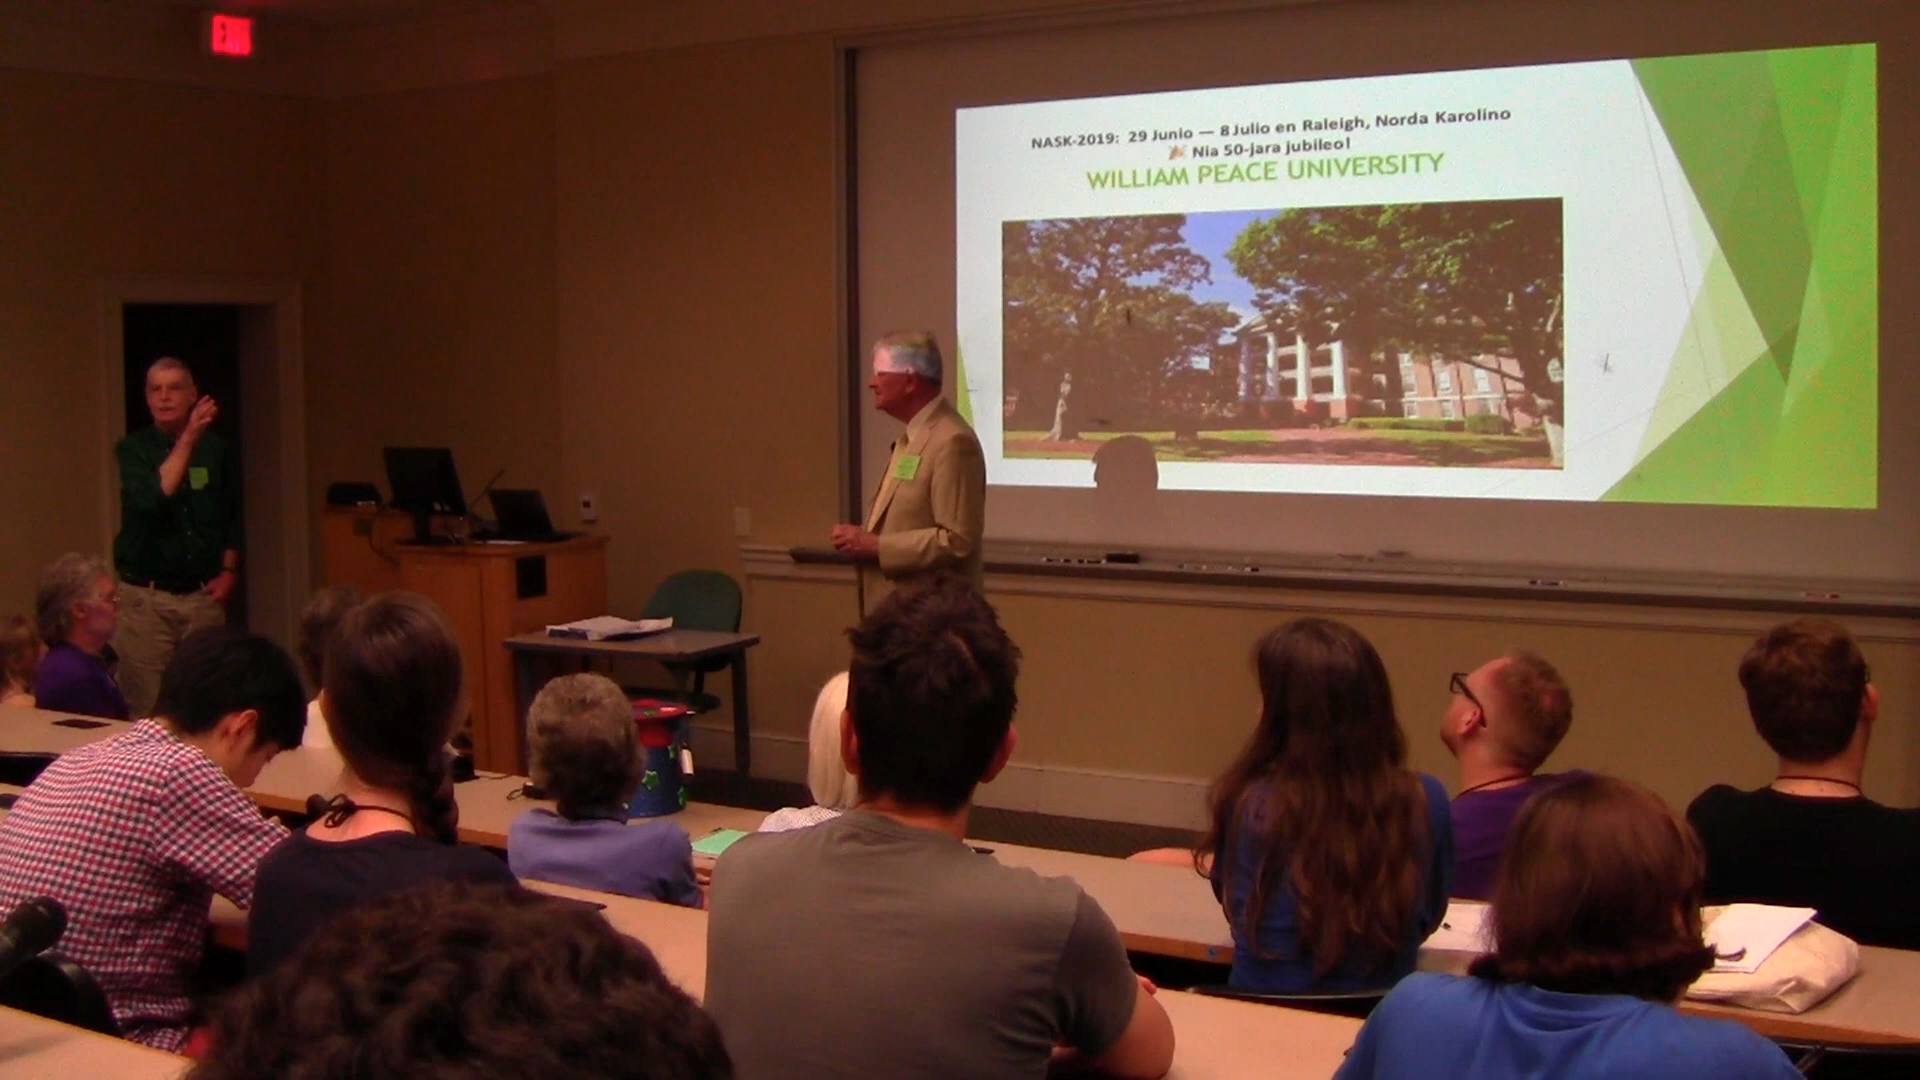 EXIT
NASK-2019: 29 Junio — 8 Julio en Raleigh, Norda Karolino
🎉 Nia 50-jara jubileo!
WILLIAM PEACE UNIVERSITY